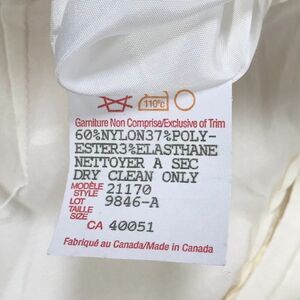 110°c
Garniture Non Comprise/Exclusive of Trim
60%NYLON37%POLY-
ESTER3%ELASTHANE
NETTOYER A SEC
DRY CLEAN ONLY
MODÈLE
STYLE 21170
LOT 9846-A
TAILLE
SIZE
CA 40051
Fabriqué au Canada/Made in Canada